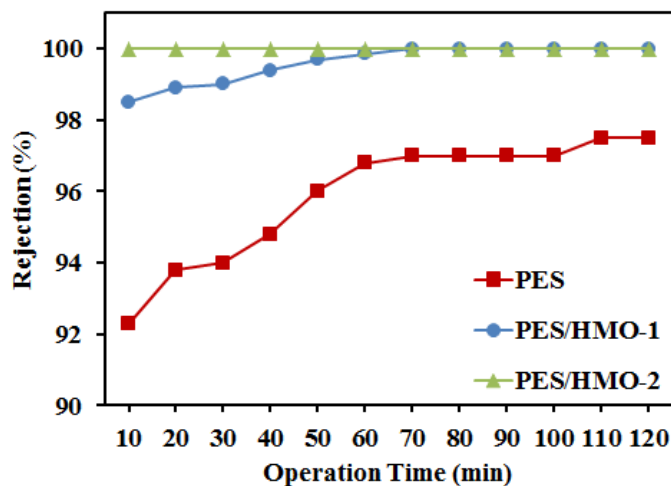 Rejection (%)
100
98
96
94
92
90
PES
PES/HMO-1
PES/HMO-2
10 20 30 40 50 60 70 80 90 100 110 120
Operation Time (min)